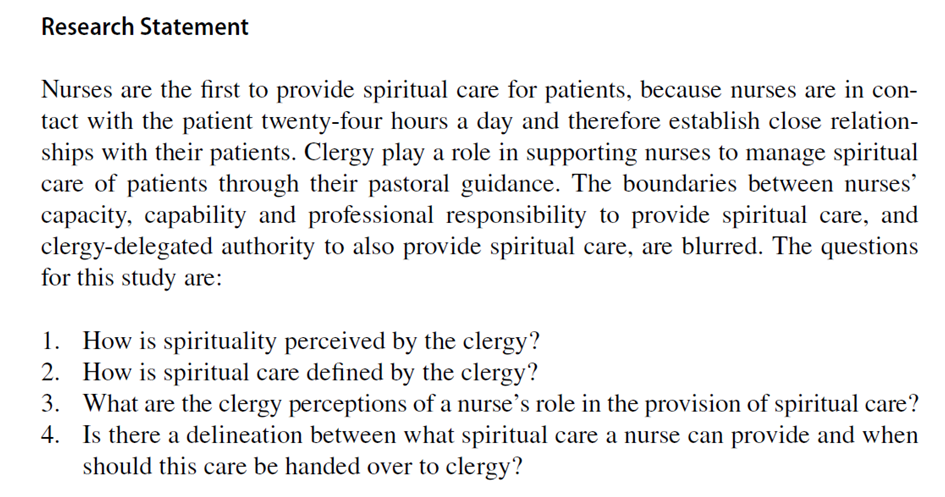 Research Statement
Nurses are the first to provide spiritual care for patients, because nurses are in con-
tact with the patient twenty-four hours a day and therefore establish close relation-
ships with their patients. Clergy play a role in supporting nurses to manage spiritual
care of patients through their pastoral guidance. The boundaries between nurses’
capacity, capability and professional responsibility to provide spiritual care, and
clergy-delegated authority to also provide spiritual care, are blurred. The questions
for this study are:
1. How is spirituality perceived by the clergy?
2. How is spiritual care defined by the clergy?
3. What are the clergy perceptions of a nurse’s role in the provision of spiritual care?
4. Is there a delineation between what spiritual care a nurse can provide and when
should this care be handed over to clergy?